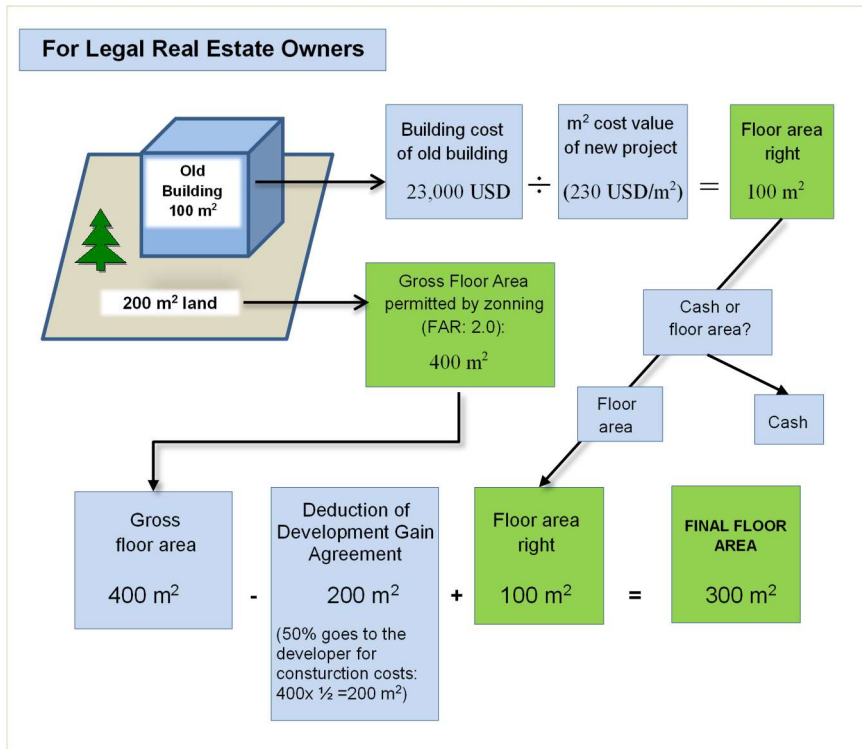 For Legal Real Estate Owners
Old
Building
100 m²
Building cost
of old building
23,000 USD
÷
m² cost value
of new project
(230 USD/m²)
=
Floor area
right
100 m²
200 m² land
Gross Floor Area
permitted by zonning
(FAR: 2.0):
400 m²
Cash or
floor area?
Floor
area
Cash
Gross
floor area
400 m²
-
Deduction of
Development Gain
Agreement
200 m²
(50% goes to the
developer for
consturction costs:
400x ½ =200 m²)
+
Floor area
right
100 m²
=
FINAL FLOOR
AREA
300 m²